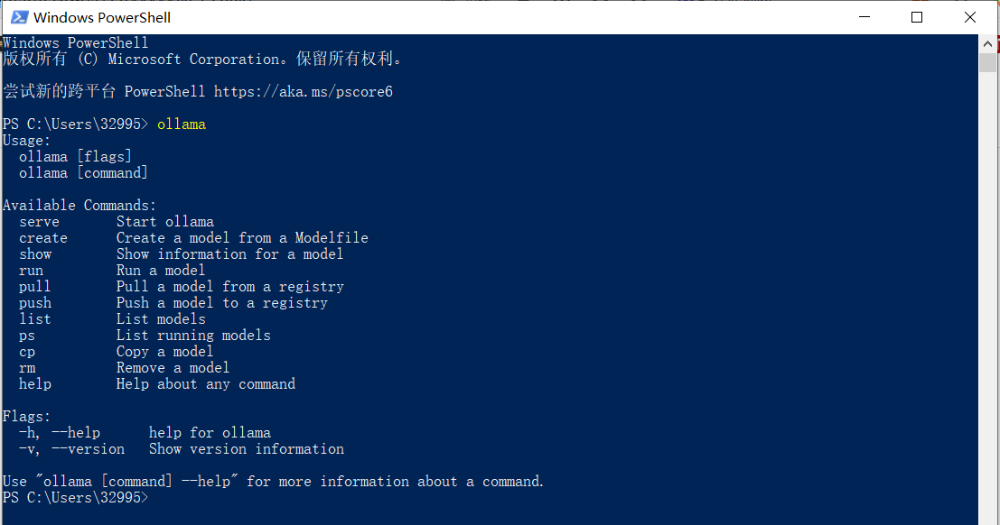 Windows PowerShell
Windows PowerShell
版权所有 (C) Microsoft Corporation。保留所有权利。
尝试新的跨平台 PowerShell https://aka.ms/pscore6
PS C:\Users\32995> ollama
Usage:
  ollama [flags]
  ollama [command]
Available Commands:
  serve       Start ollama
  create      Create a model from a Modelfile
  show        Show information for a model
  run         Run a model
  pull        Pull a model from a registry
  push        Push a model to a registry
  list        List models
  ps          List running models
  cp          Copy a model
  rm          Remove a model
  help        Help about any command
Flags:
  -h, --help      help for ollama
  -v, --version   Show version information
Use "ollama [command] --help" for more information about a command.
PS C:\Users\32995>